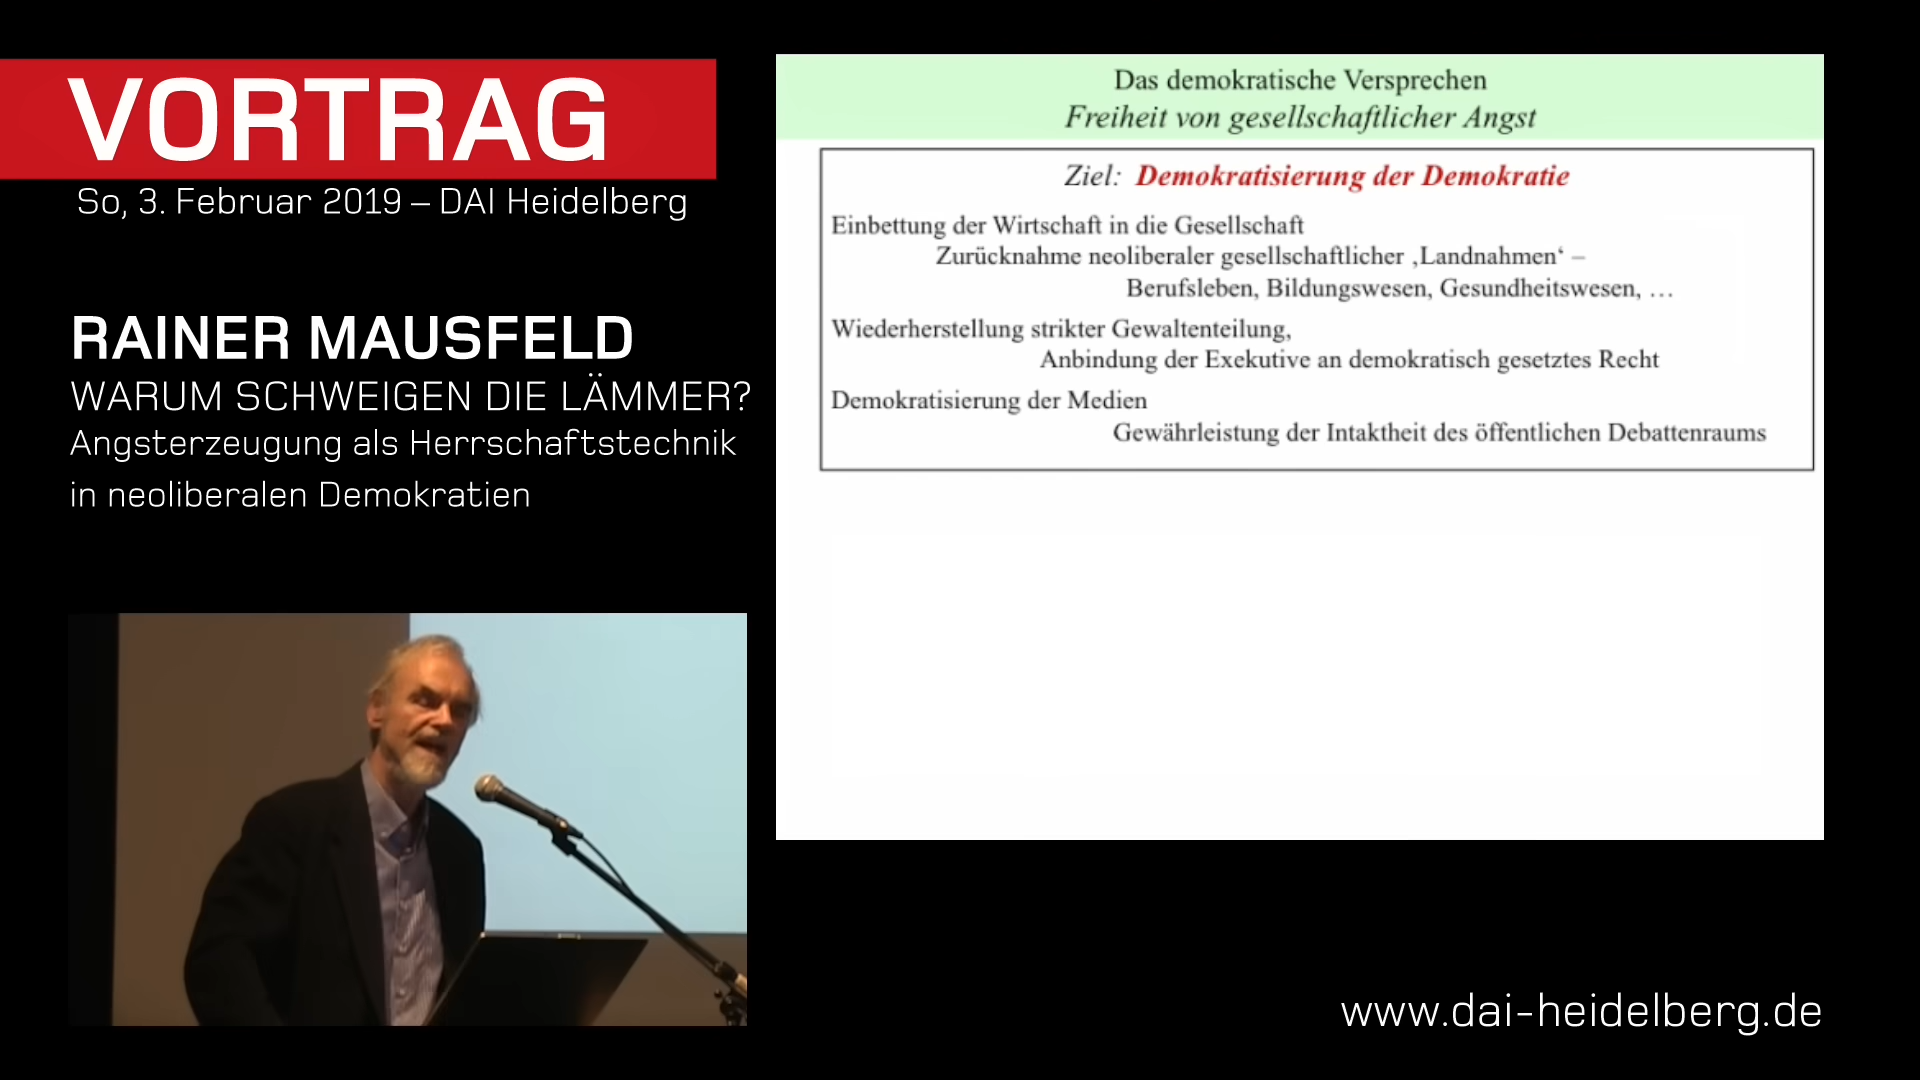 VORTRAG
So, 3. Februar 2019 – DAI Heidelberg
RAINER MAUSFELD
WARUM SCHWEIGEN DIE LÄMMER?
Angsterzeugung als Herrschaftstechnik
in neoliberalen Demokratien
Das demokratische Versprechen
Freiheit von gesellschaftlicher Angst
Ziel: Demokratisierung der Demokratie
Einbettung der Wirtschaft in die Gesellschaft
Zurücknahme neoliberaler gesellschaftlicher ‚Landnahmen‘ –
Berufsleben, Bildungswesen, Gesundheitswesen, …
Wiederherstellung strikter Gewaltenteilung,
Anbindung der Exekutive an demokratisch gesetztes Recht
Demokratisierung der Medien
Gewährleistung der Intaktheit des öffentlichen Debattenraums
www.dai-heidelberg.de